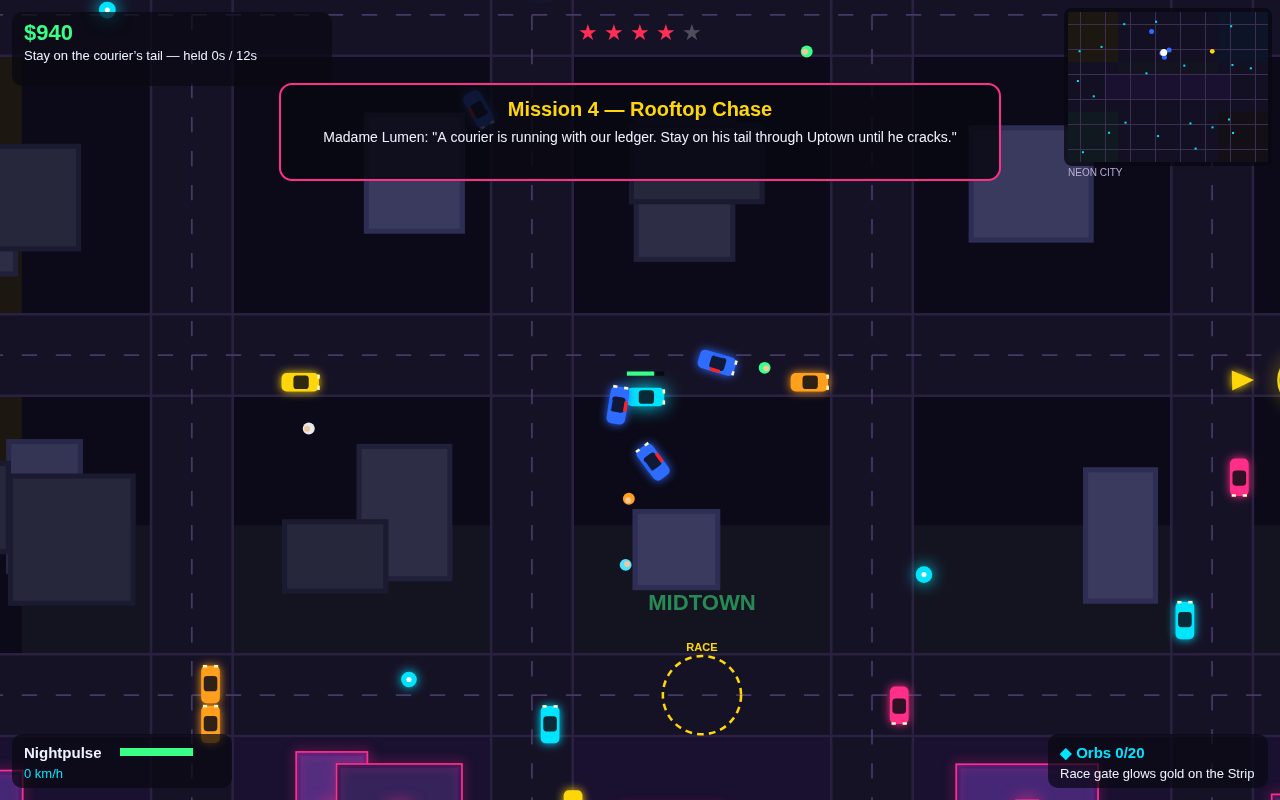 $940
Stay on the courier’s tail — held 0s / 12s
★ ★ ★ ★ ★
Mission 4 — Rooftop Chase
Madame Lumen: "A courier is running with our ledger. Stay on his tail through Uptown until he cracks."
NEON CITY
MIDTOWN
RACE
Nightpulse
0 km/h
◆ Orbs 0/20
Race gate glows gold on the Strip